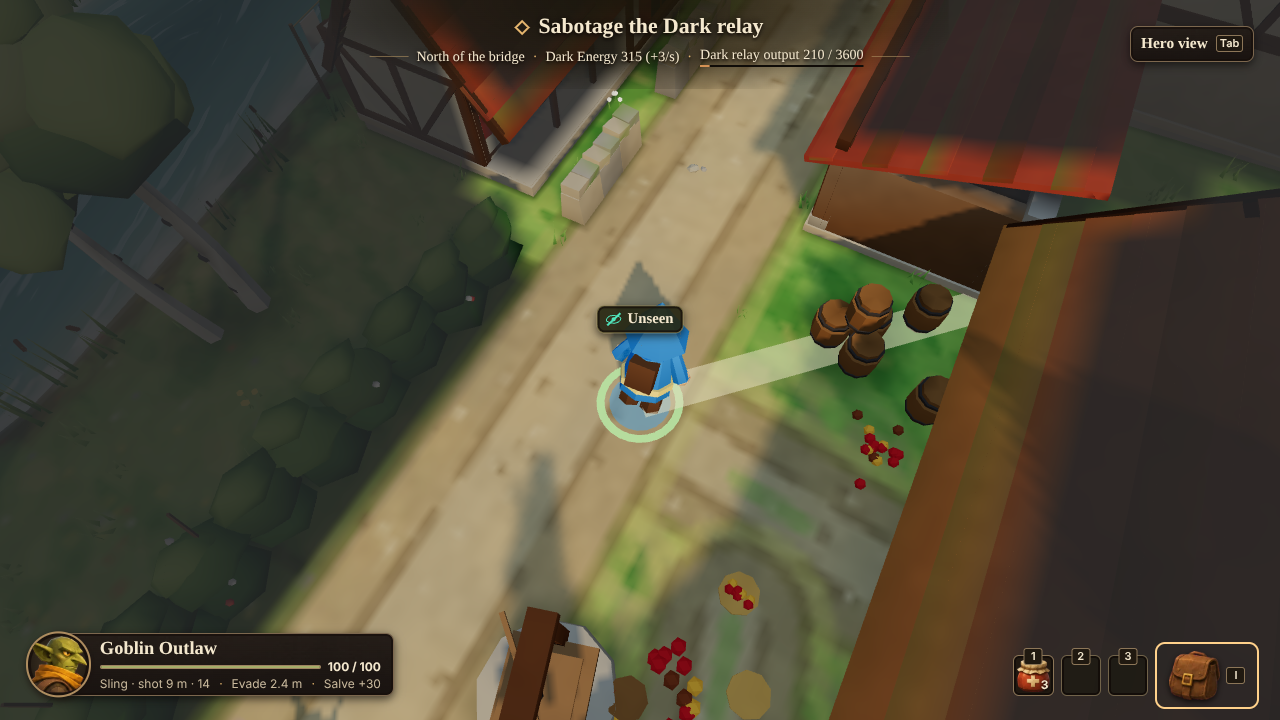 Sabotage the Dark relay
North of the bridge · Dark Energy 315 (+3/s) · Dark relay output 210 / 3600
Hero view Tab
Unseen
Goblin Outlaw
100 / 100
Sling · shot 9 m · 14 · Evade 2.4 m · Salve +30
1 2 3
3
I